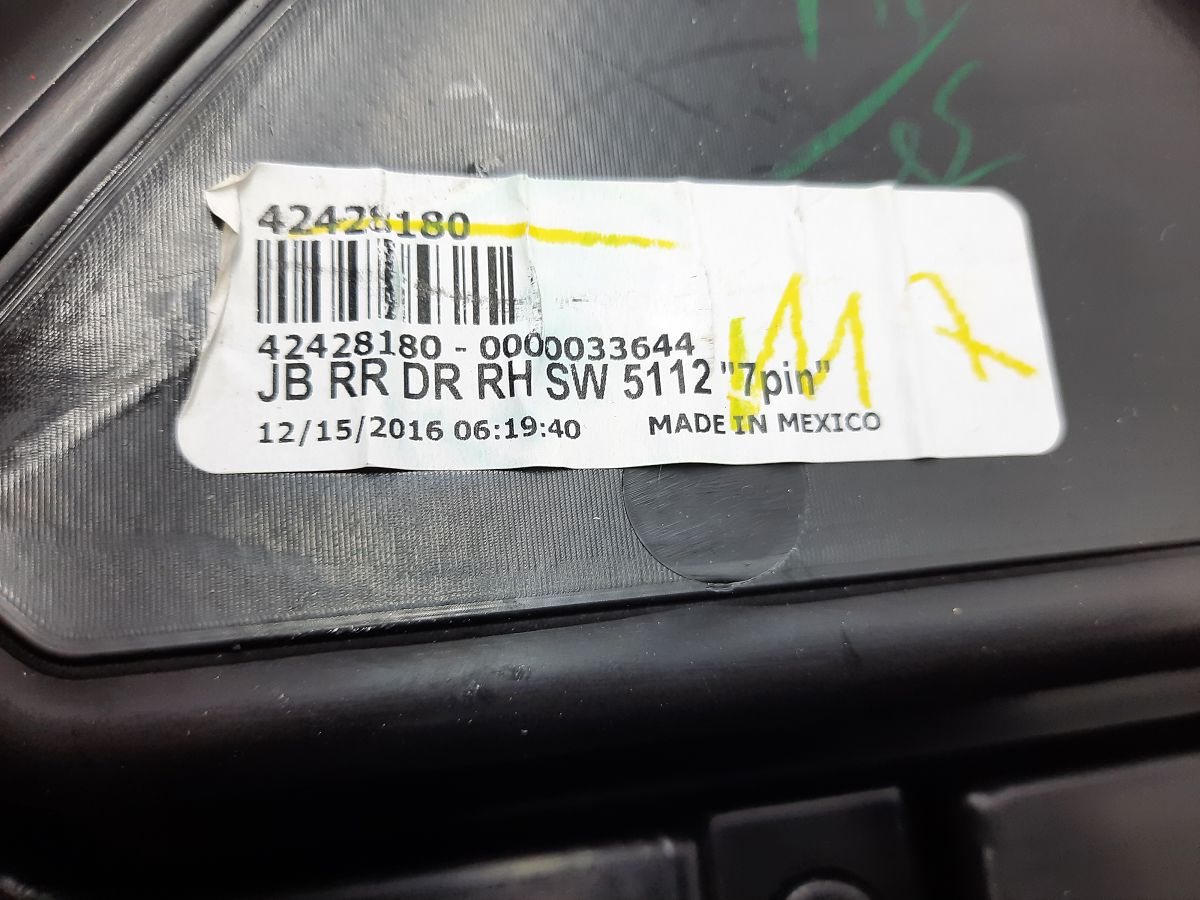 42428180
42428180 - 0000033644
JB RR DR RH SW 5112 "7pin"
12/15/2016 06:19:40 MADE IN MEXICO